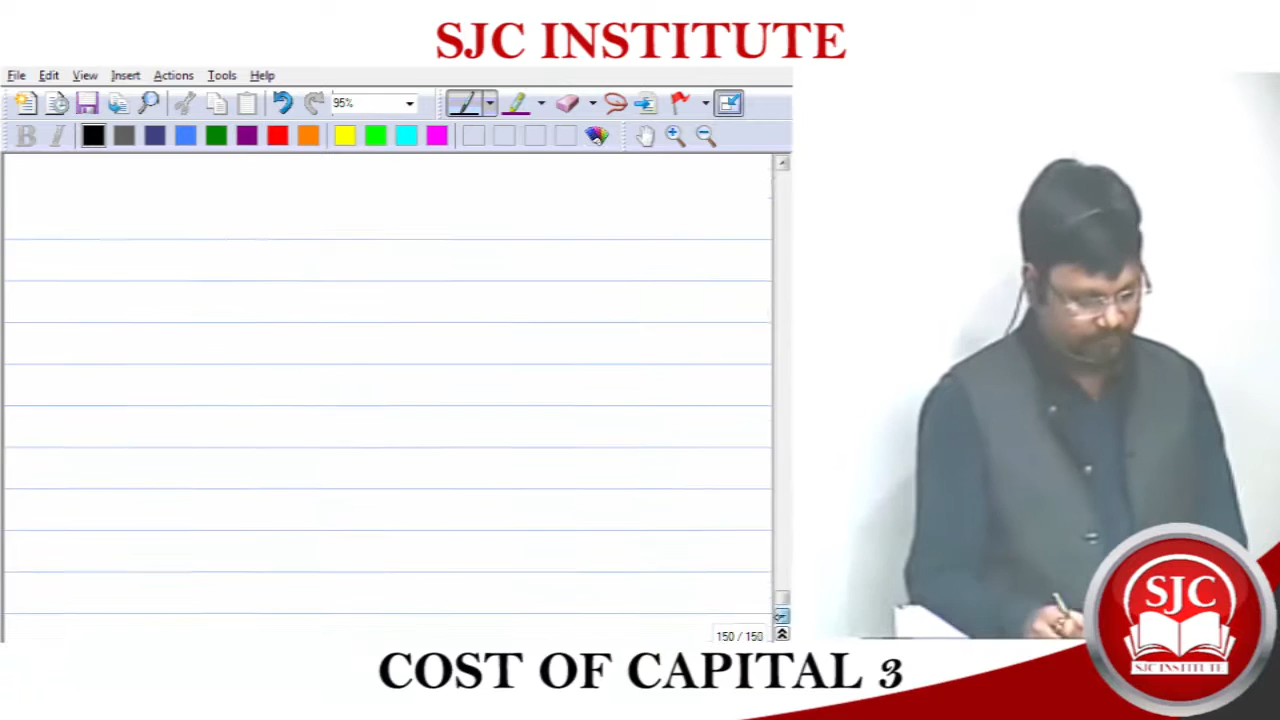 SJC INSTITUTE
File Edit View Insert Actions Tools Help
95%
B I
150 / 150
SJC
SJC INSTITUTE
COST OF CAPITAL 3